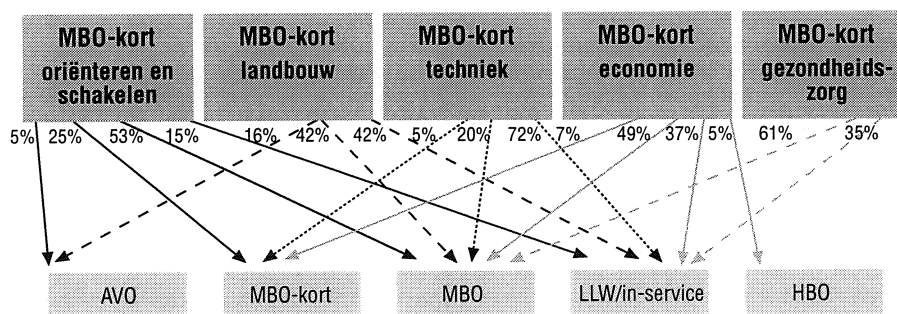 MBO-kort
oriënteren en
schakelen
MBO-kort
landbouw
MBO-kort
techniek
MBO-kort
economie
MBO-kort
gezondheids-
zorg
5% 25% 53% 15% 16% 42% 42% 5% 20% 72% 7% 49% 37% 5% 61% 35%
AVO MBO-kort MBO LLW/in-service HBO